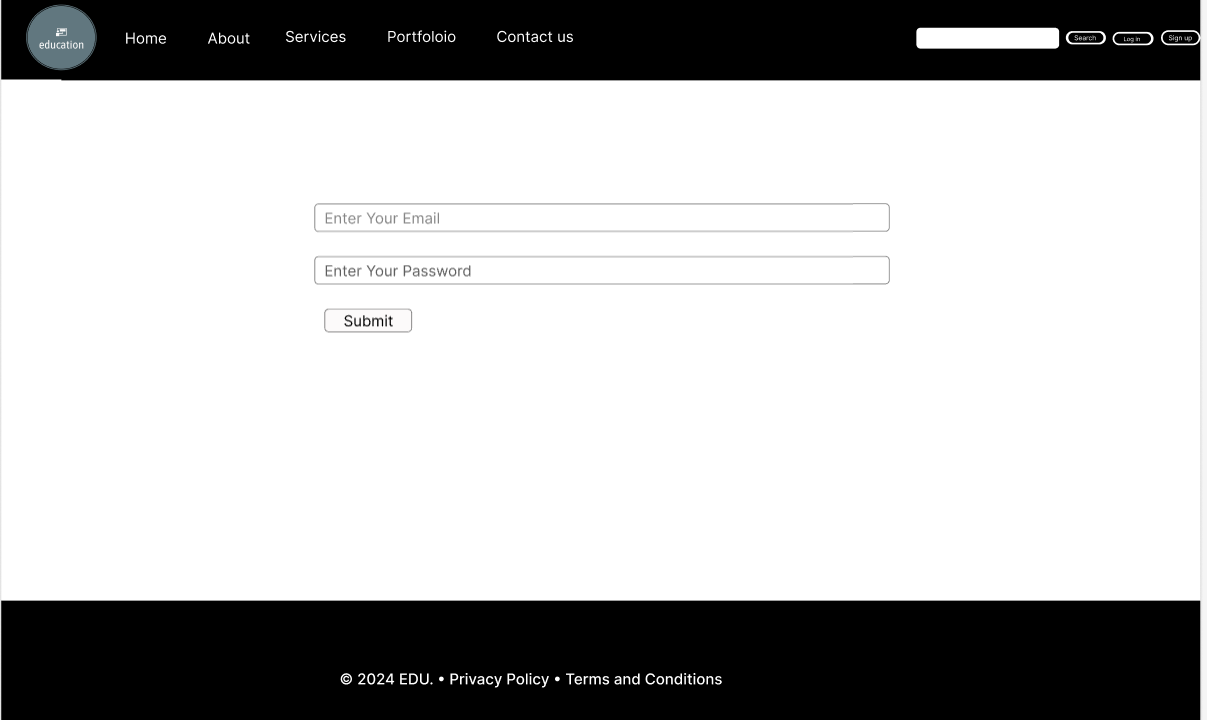 education
Home About Services Portfoloio Contact us Search Log in Sign up
Enter Your Email
Enter Your Password
Submit
© 2024 EDU. • Privacy Policy • Terms and Conditions